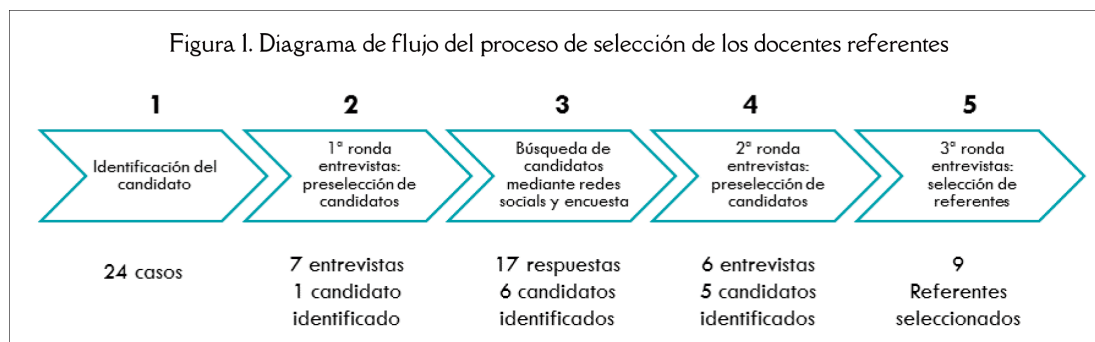 Figura 1. Diagrama de flujo del proceso de selección de los docentes referentes
1
2
3
4
5
Identificación del
candidato
1ª ronda
entrevistas:
preselección de
candidatos
Búsqueda de
candidatos
mediante redes
socials y encuesta
2ª ronda
entrevistas:
preselección de
candidatos
3ª ronda
entrevistas:
selección de
referentes
24 casos
7 entrevistas
1 candidato
identificado
17 respuestas
6 candidatos
identificados
6 entrevistas
5 candidatos
identificados
9
Referentes
seleccionados